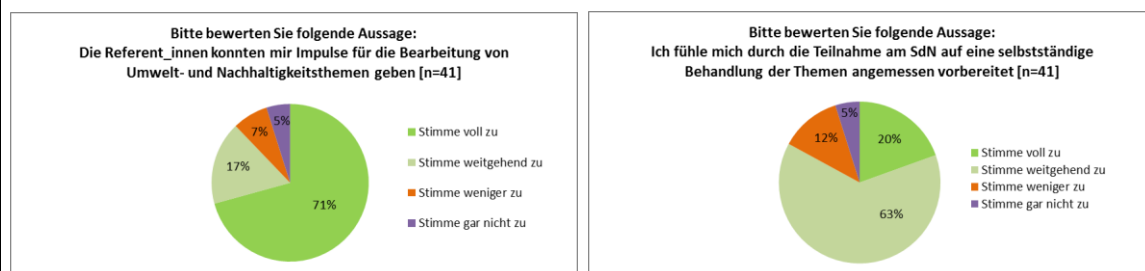 Bitte bewerten Sie folgende Aussage:
Die Referent_innen konnten mir Impulse für die Bearbeitung von
Umwelt- und Nachhaltigkeitsthemen geben [n=41]
5%
7%
17%
71%
Stimme voll zu
Stimme weitgehend zu
Stimme weniger zu
Stimme gar nicht zu
Bitte bewerten Sie folgende Aussage:
Ich fühle mich durch die Teilnahme am SdN auf eine selbstständige
Behandlung der Themen angemessen vorbereitet [n=41]
5%
12%
20%
63%
Stimme voll zu
Stimme weitgehend zu
Stimme weniger zu
Stimme gar nicht zu